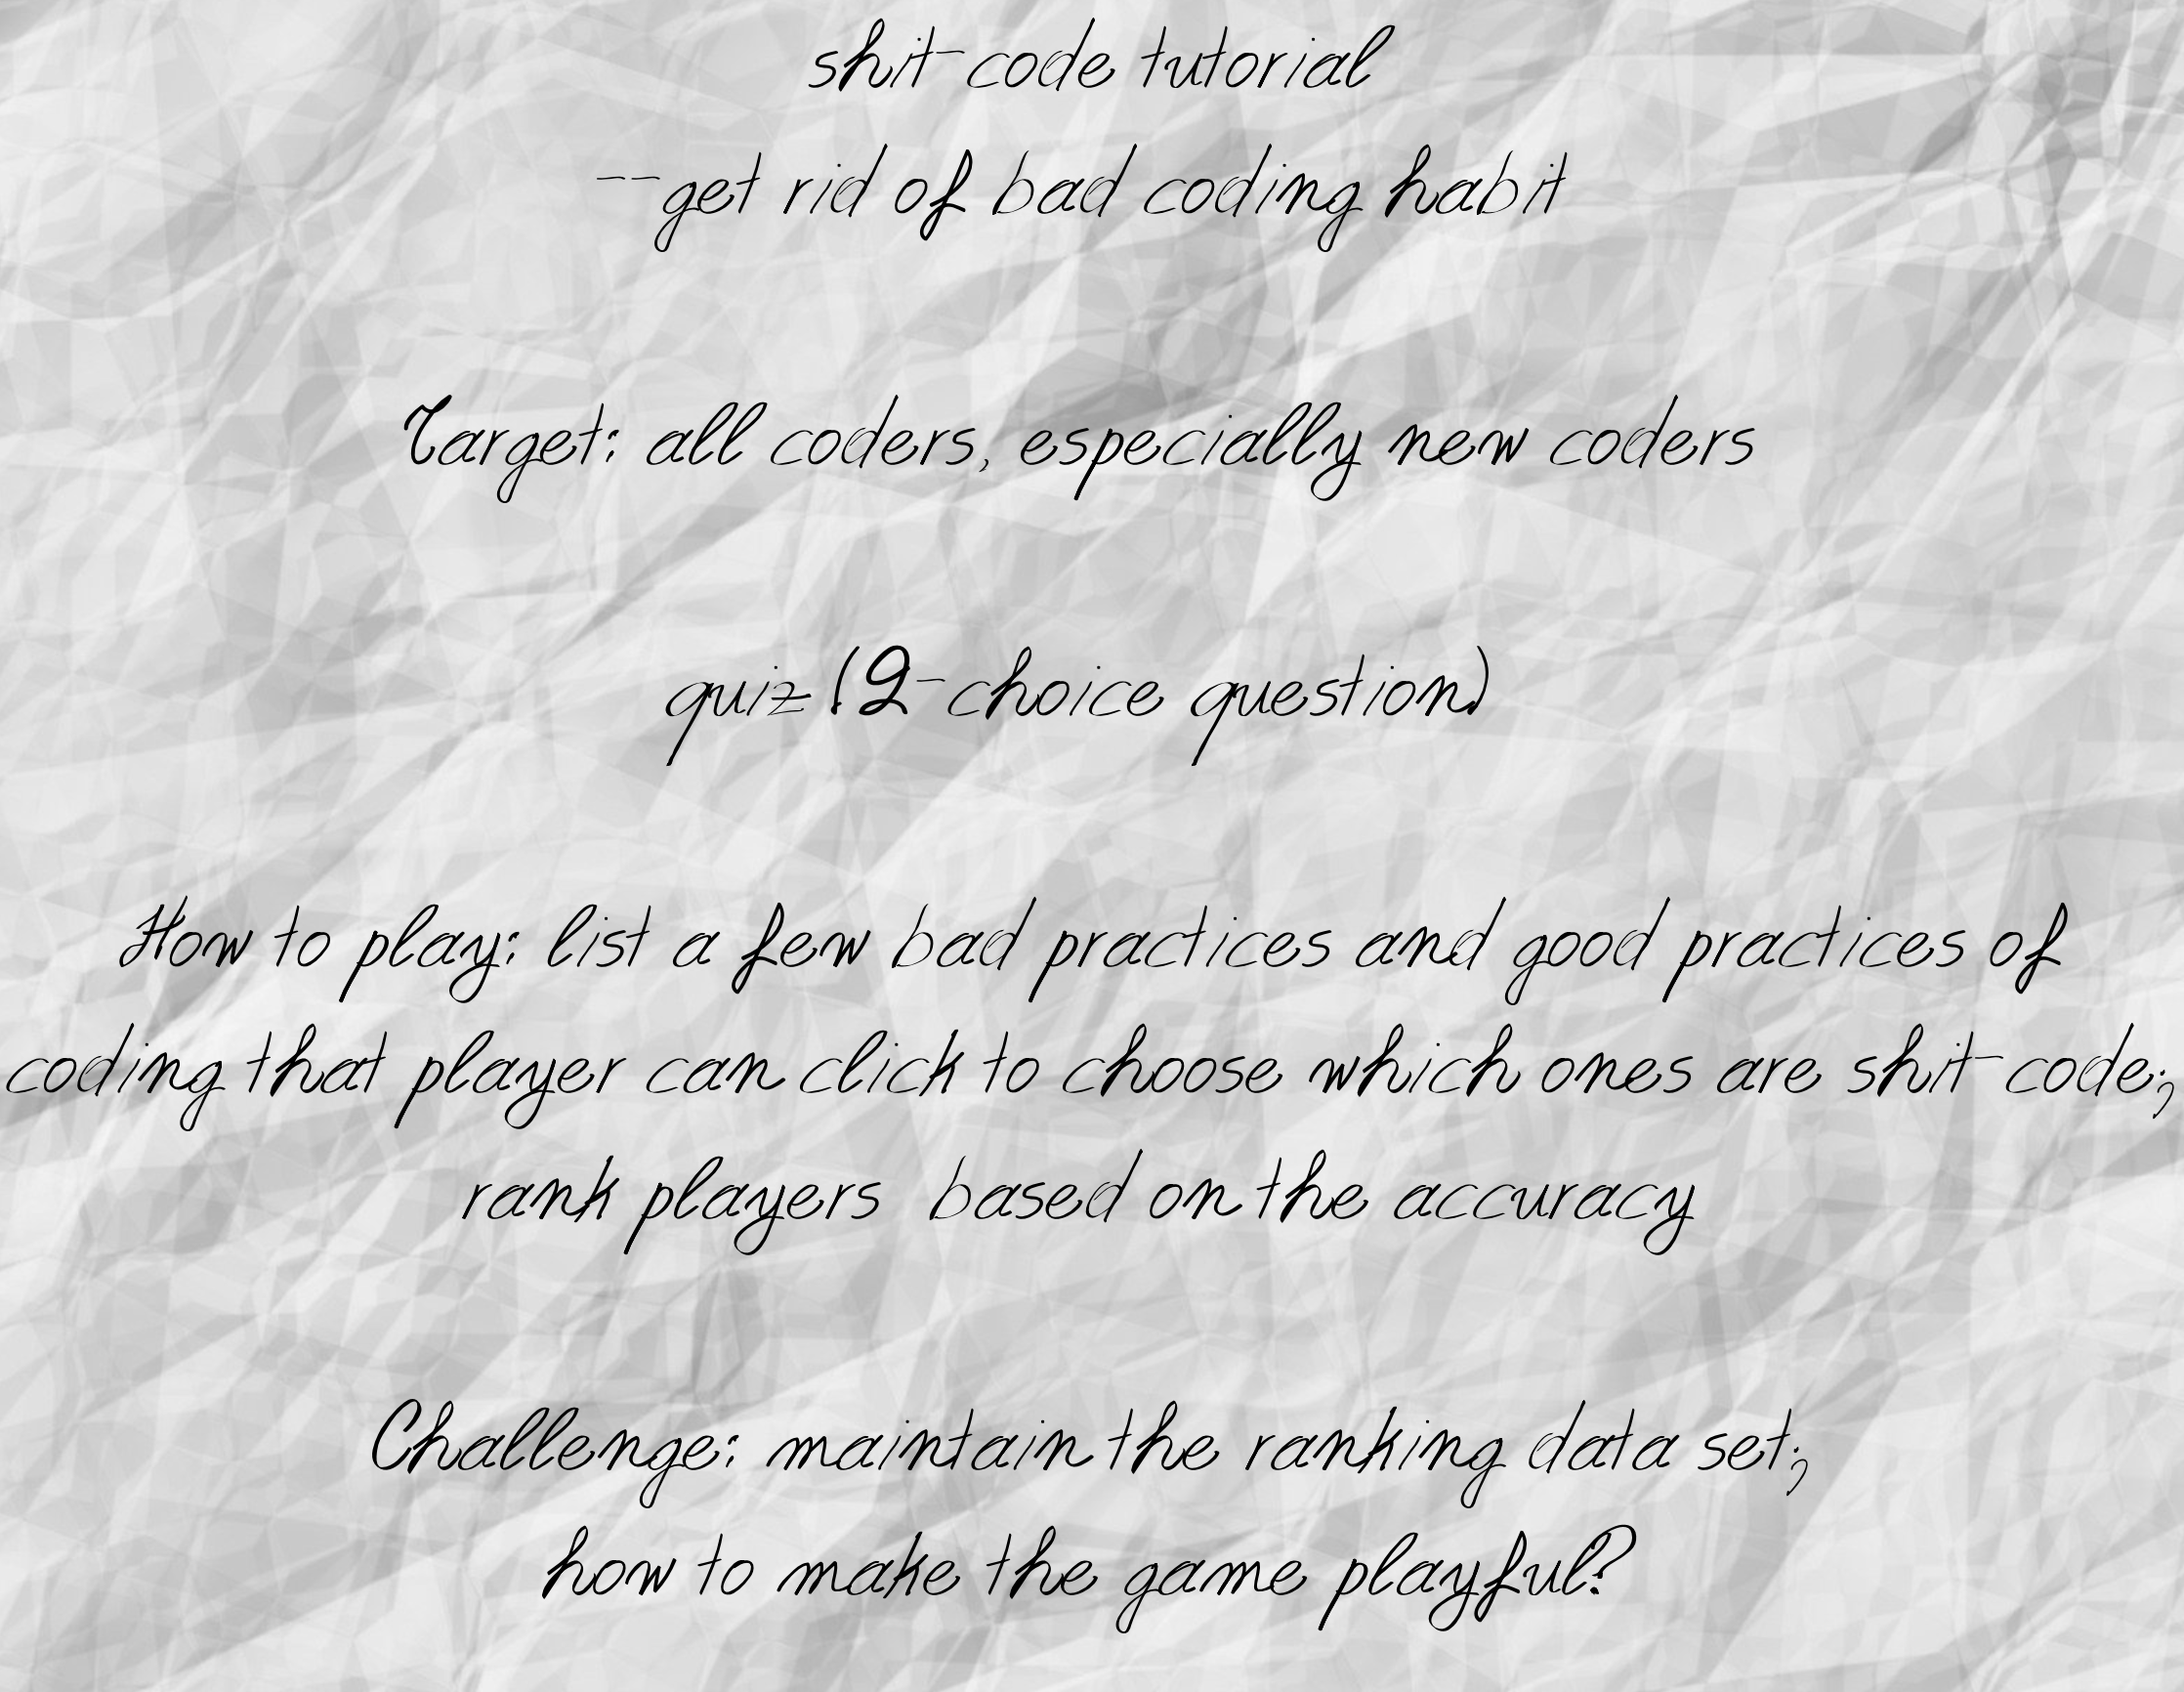 shit-code tutorial
--get rid of bad coding habit
Target: all coders, especially new coders
quiz (2-choice question)
How to play: list a few bad practices and good practices of
coding that player can click to choose which ones are shit-code;
rank players based on the accuracy
Challenge: maintain the ranking data set;
how to make the game playful?